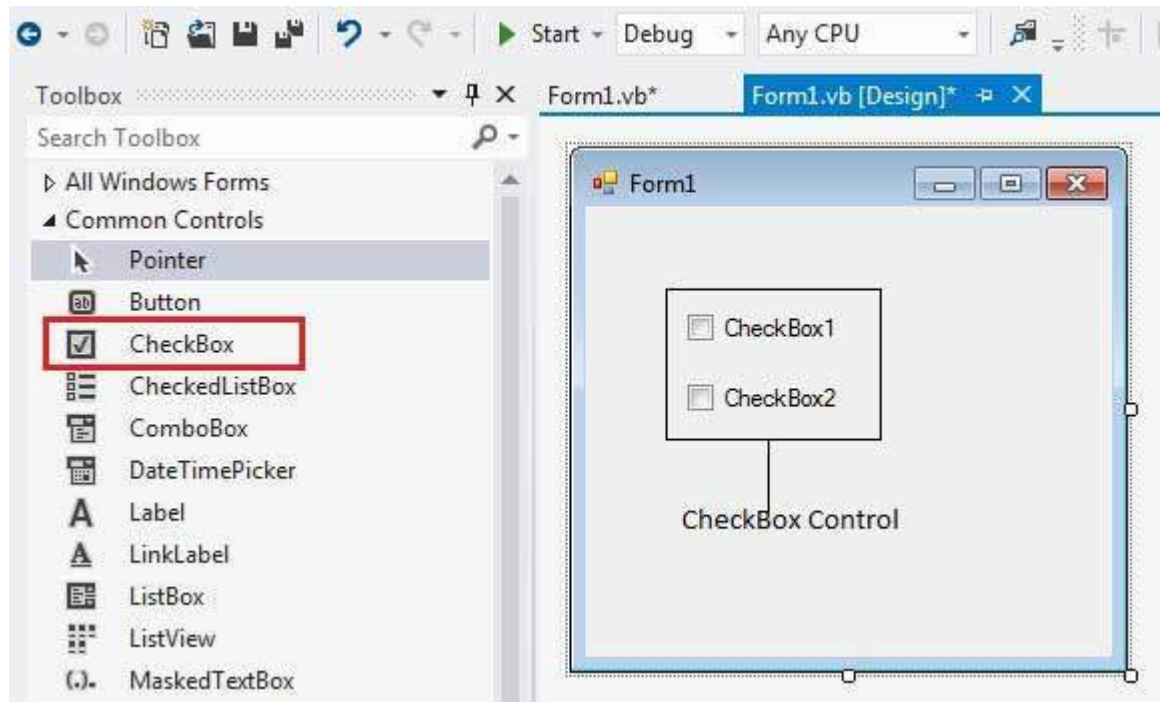 Start Debug Any CPU
Toolbox
Form1.vb* Form1.vb [Design]*
Search Toolbox
All Windows Forms
Common Controls
Pointer
ab Button
CheckBox
CheckedListBox
ComboBox
DateTimePicker
A Label
A LinkLabel
ListBox
ListView
(.). MaskedTextBox
Form1
CheckBox1
CheckBox2
CheckBox Control